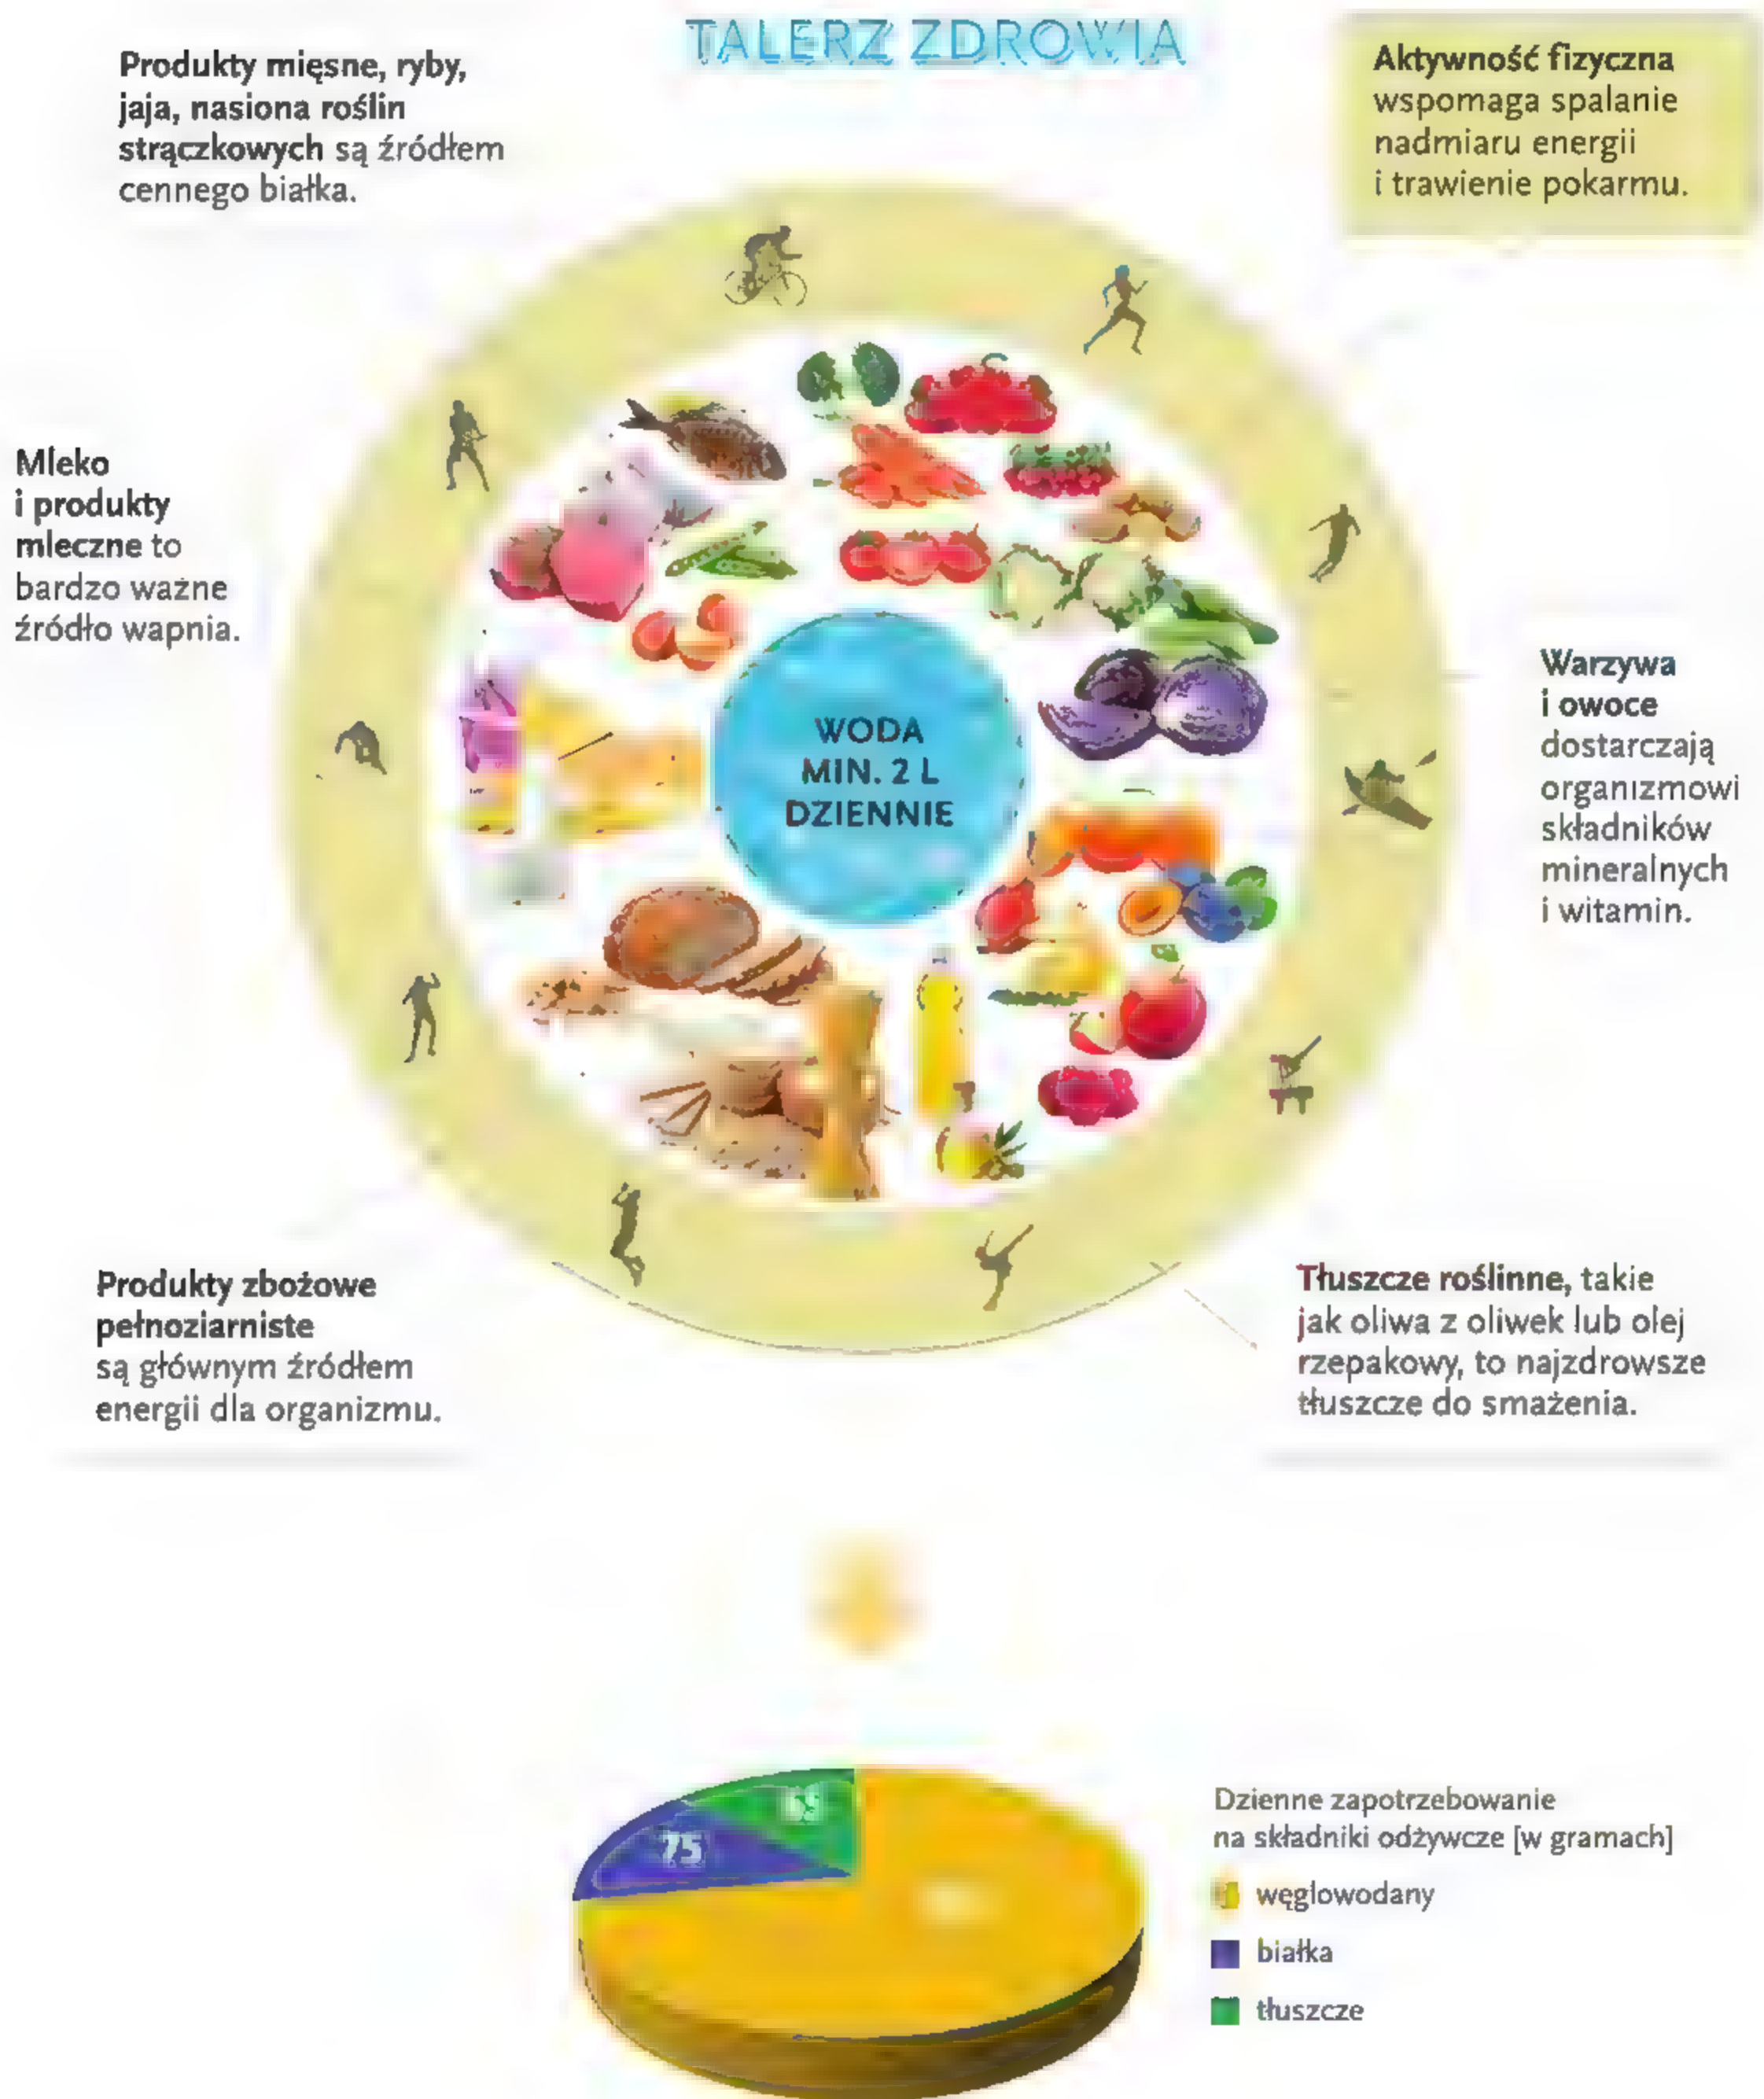 TALERZ ZDROWIA
Produkty mięsne, ryby,
jaja, nasiona roślin
strączkowych są źródłem
cennego białka.
Aktywność fizyczna
wspomaga spalanie
nadmiaru energii
i trawienie pokarmu.
Mleko
i produkty
mleczne to
bardzo ważne
źródło wapnia.
WODA
MIN. 2 L
DZIENNIE
Warzywa
i owoce
dostarczają
organizmowi
składników
mineralnych
i witamin.
Produkty zbożowe
pełnoziarniste
są głównym źródłem
energii dla organizmu.
Tłuszcze roślinne, takie
jak oliwa z oliwek lub olej
rzepakowy, to najzdrowsze
tłuszcze do smażenia.
75
Dzienne zapotrzebowanie
na składniki odżywcze [w gramach]
węglowodany
białka
tłuszcze